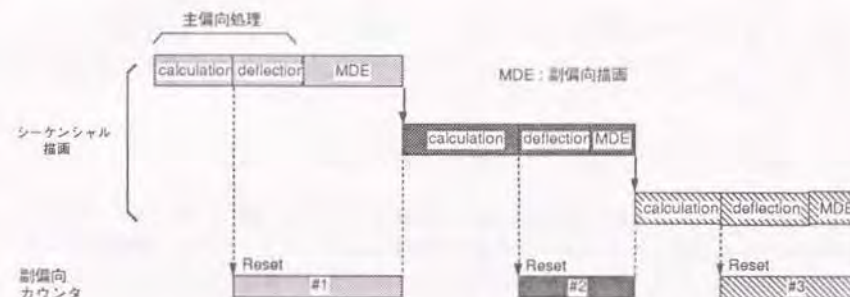 主偏向処理
calculation deflection MDE
MDE : 副偏向描画
シーケンシャル
描画
calculation deflection MDE
calculation deflection MDE
副偏向
カウンタ
Reset
#1
Reset
#2
Reset
#3